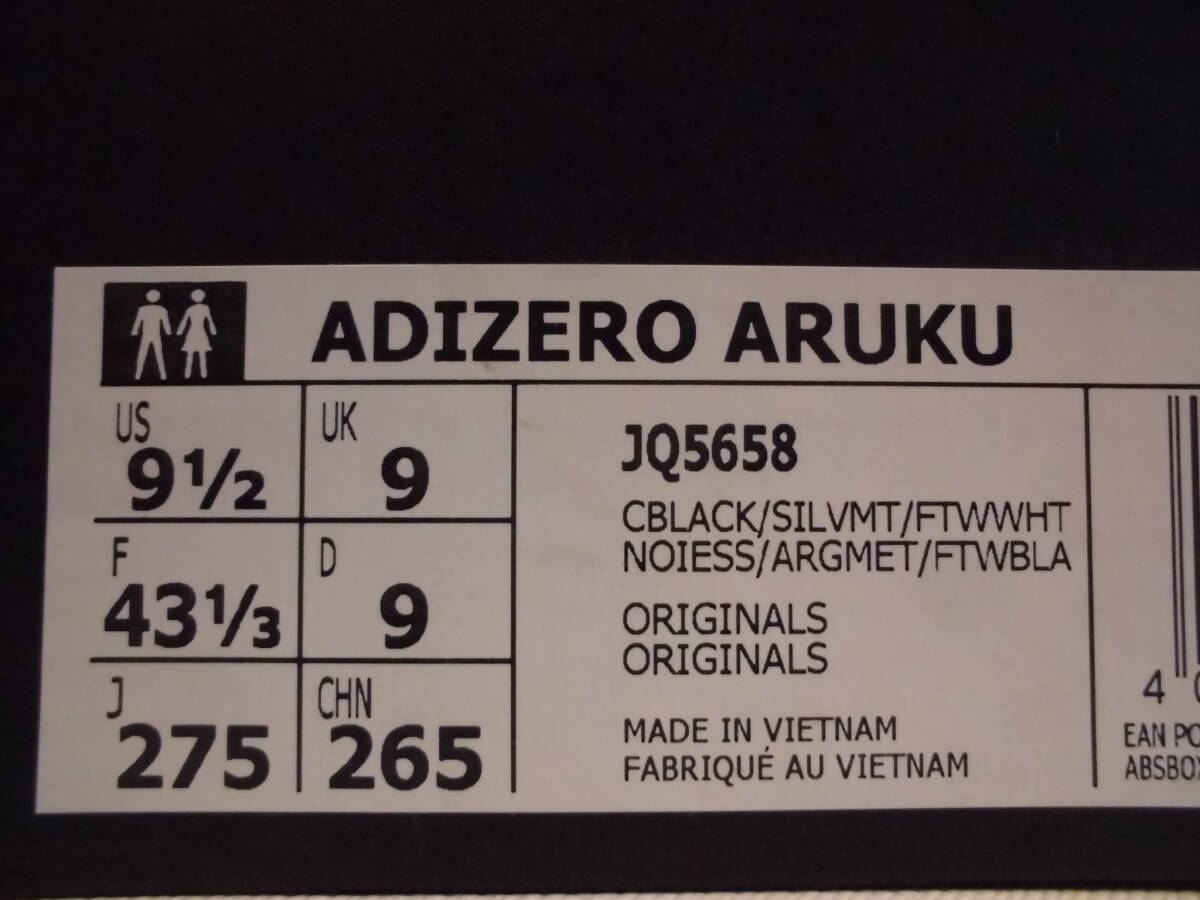 ADIZERO ARUKU
US
9½
UK
9
F
43⅓
D
9
J
275
CHN
265
JQ5658
CBLACK/SILVMT/FTWWHT
NOIESS/ARGMET/FTWBLA
ORIGINALS
ORIGINALS
MADE IN VIETNAM
FABRIQUÉ AU VIETNAM
4
EAN